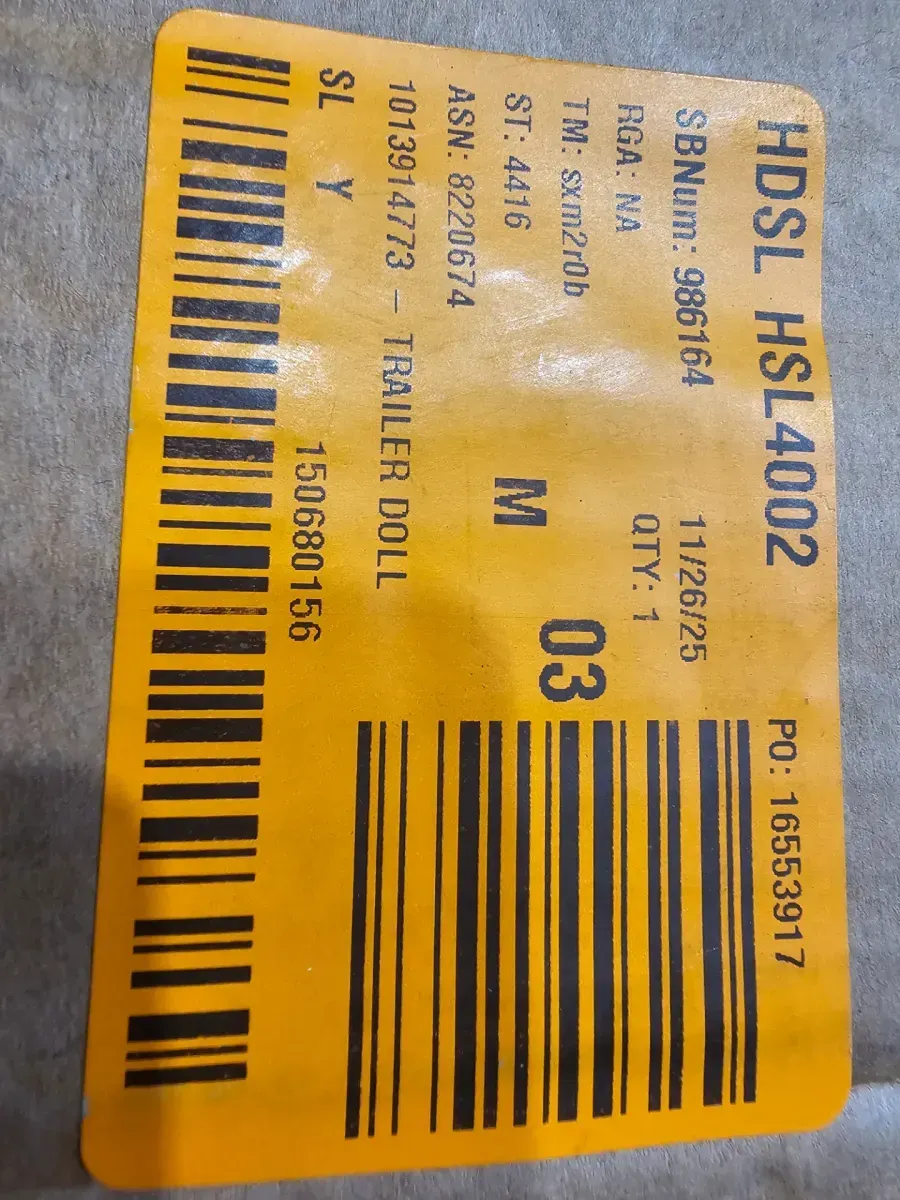 HDSL HSL4002
PO: 16553917
SBNum: 986164
11/26/25
RGA: NA
QTY: 1
TM: sxm2r0b
03
ST: 4416
M
ASN: 8220674
1013914773 - TRAILER DOLL
SL Y
150680156